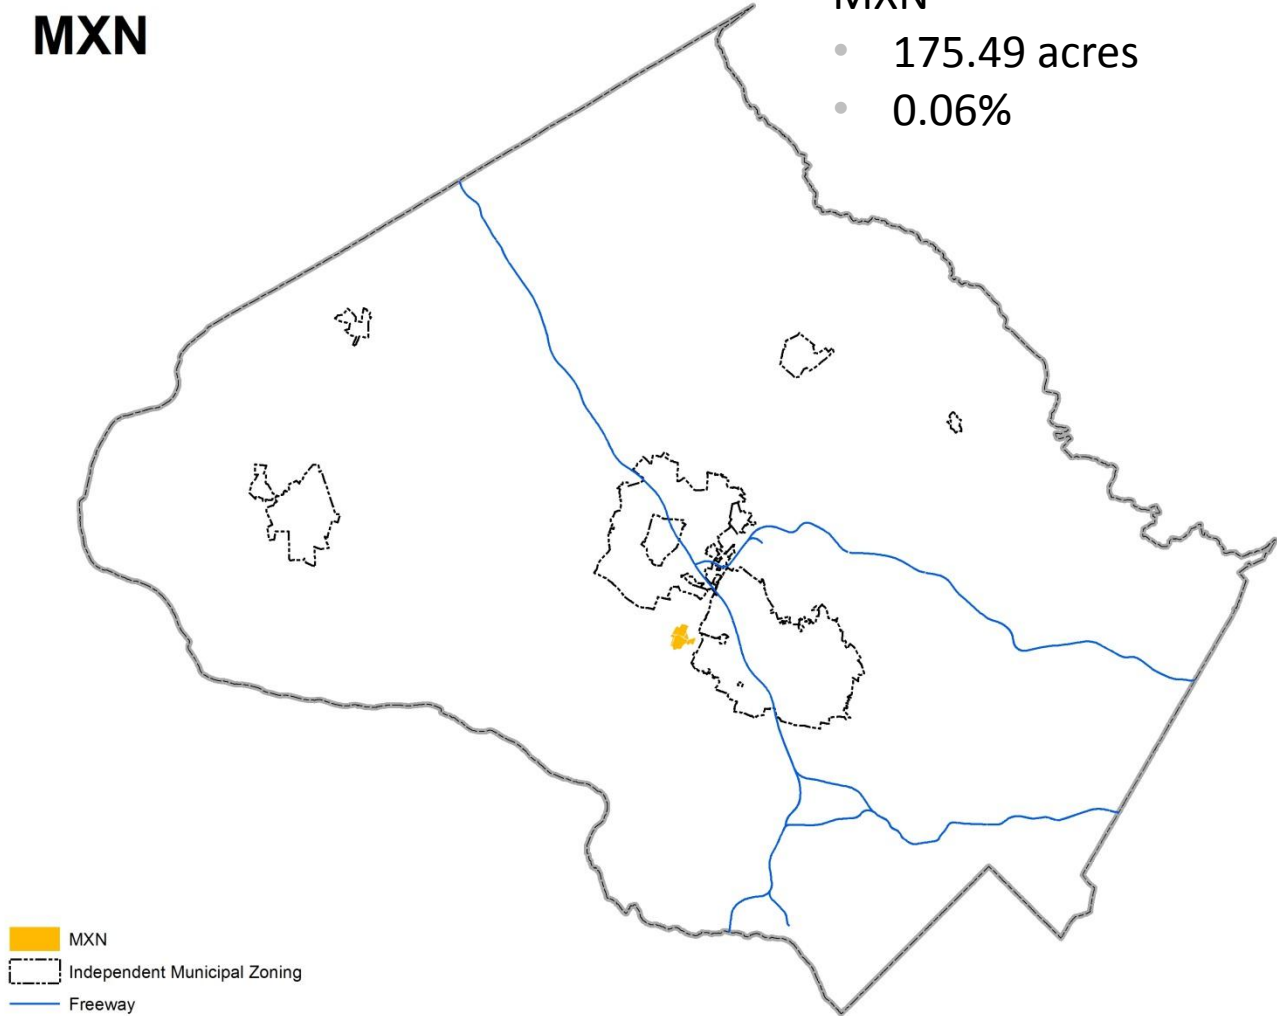 MXN
MXN
175.49 acres
0.06%
MXN
Independent Municipal Zoning
Freeway